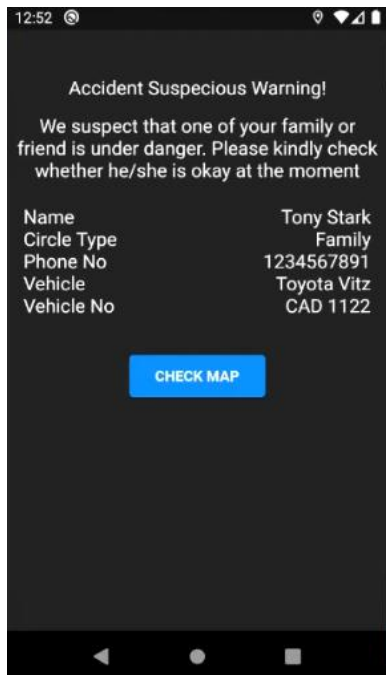 12:52
Accident Suspecious Warning!
We suspect that one of your family or
friend is under danger. Please kindly check
whether he/she is okay at the moment
Name Tony Stark
Circle Type Family
Phone No 1234567891
Vehicle Toyota Vitz
Vehicle No CAD 1122
CHECK MAP